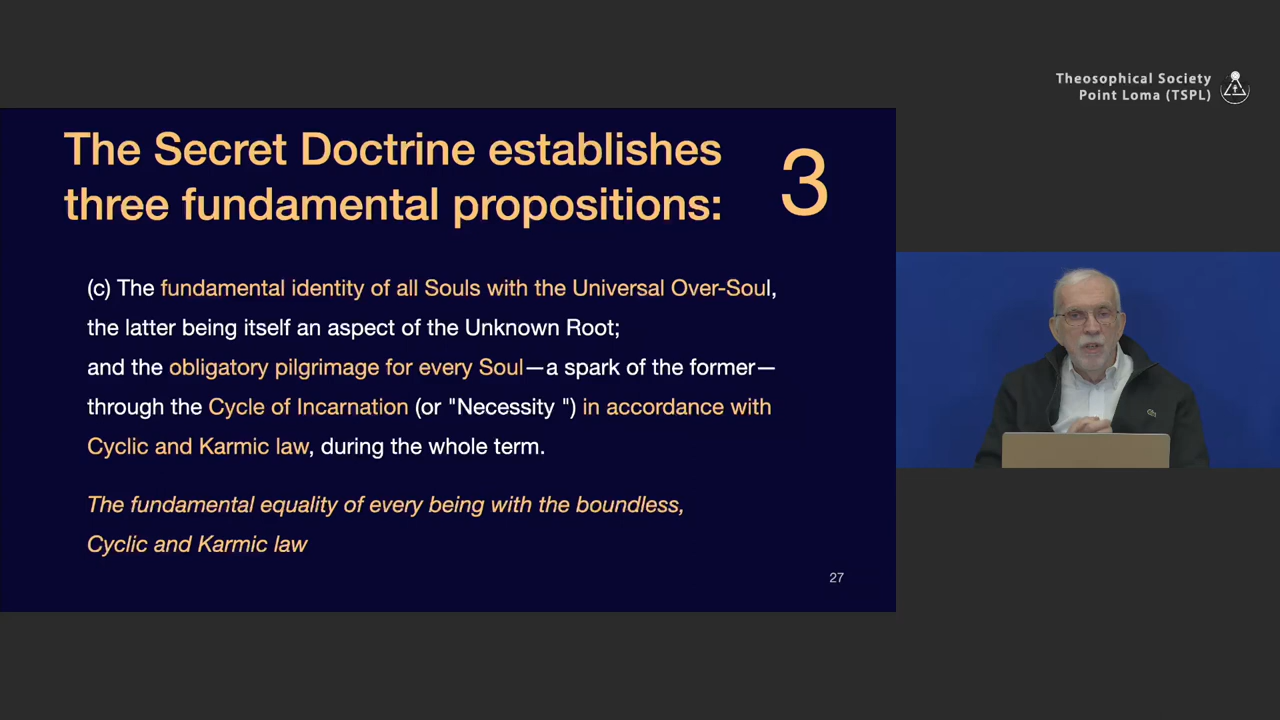 Theosophical Society
Point Loma (TSPL)
The Secret Doctrine establishes
three fundamental propositions:
3
(c) The fundamental identity of all Souls with the Universal Over-Soul,
the latter being itself an aspect of the Unknown Root;
and the obligatory pilgrimage for every Soul—a spark of the former—
through the Cycle of Incarnation (or "Necessity ") in accordance with
Cyclic and Karmic law, during the whole term.
The fundamental equality of every being with the boundless,
Cyclic and Karmic law
27